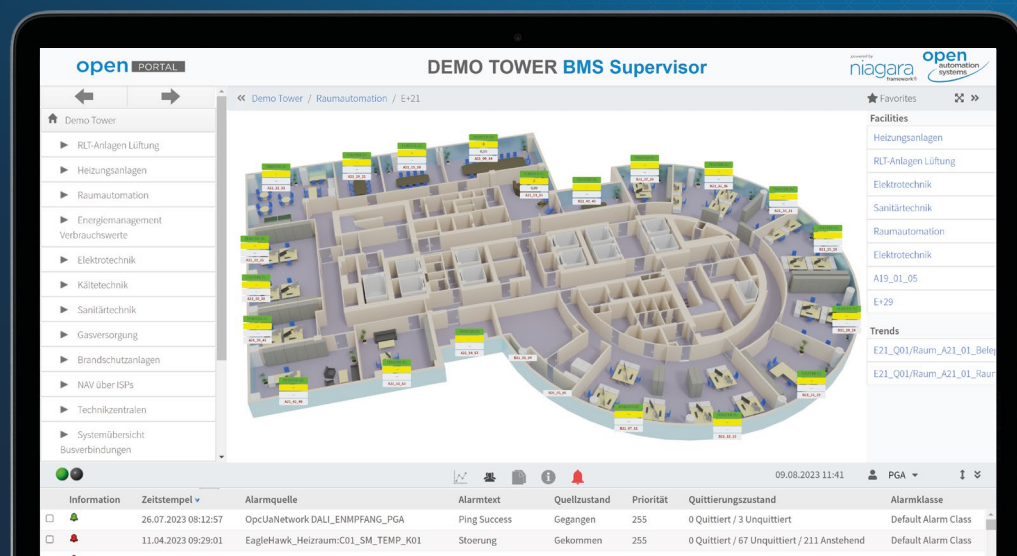 open PORTAL
DEMO TOWER BMS Supervisor
powered by
niagara
framework®
open
automation
systems
« Demo Tower / Raumautomation / E+21
Favorites
Demo Tower
RLT-Anlagen Lüftung
Heizungsanlagen
Raumautomation
Energiemanagement
Verbrauchswerte
Elektrotechnik
Kältetechnik
Sanitärtechnik
Gasversorgung
Brandschutzanlagen
NAV über ISPs
Technikzentralen
Systemübersicht
Busverbindungen
Facilities
Heizungsanlagen
RLT-Anlagen Lüftung
Elektrotechnik
Sanitärtechnik
Raumautomation
Elektrotechnik
A19_01_05
E+29
Trends
E21_Q01/Raum_A21_01_Beleg
E21_Q01/Raum_A21_01_Raum
09.08.2023 11:41
PGA
Information Zeitstempel Alarmquelle Alarmtext Quellzustand Priorität Quittierungszustand Alarmklasse
26.07.2023 08:12:57 OpcUaNetwork DALI_ENMPFANG_PGA Ping Success Gegangen 255 0 Quittiert / 3 Unquittiert Default Alarm Class
11.04.2023 09:29:01 EagleHawk_Heizraum:C01_SM_TEMP_K01 Stoerung Gekommen 255 0 Quittiert / 67 Unquittiert / 211 Anstehend Default Alarm Class